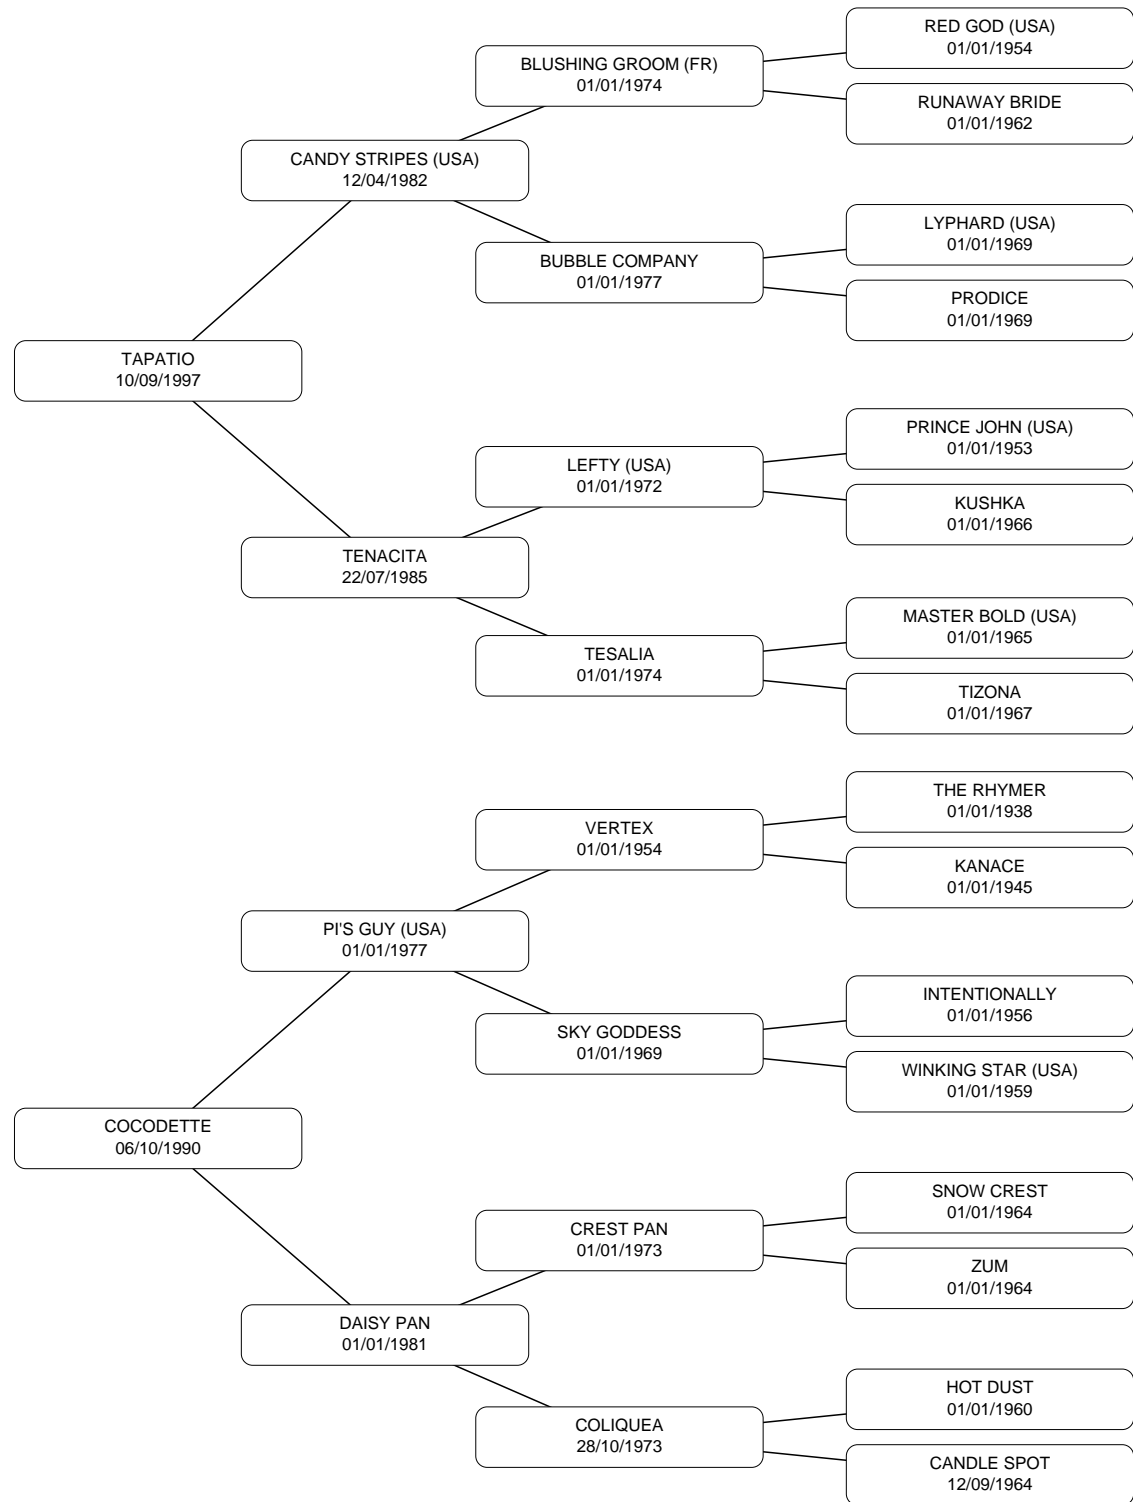 RED GOD (USA)
01/01/1954
BLUSHING GROOM (FR)
01/01/1974
RUNAWAY BRIDE
01/01/1962
CANDY STRIPES (USA)
12/04/1982
LYPHARD (USA)
01/01/1969
BUBBLE COMPANY
01/01/1977
PRODICE
01/01/1969
TAPATIO
10/09/1997
PRINCE JOHN (USA)
01/01/1953
LEFTY (USA)
01/01/1972
KUSHKA
01/01/1966
TENACITA
22/07/1985
MASTER BOLD (USA)
01/01/1965
TESALIA
01/01/1974
TIZONA
01/01/1967
THE RHYMER
01/01/1938
VERTEX
01/01/1954
KANACE
01/01/1945
PI'S GUY (USA)
01/01/1977
INTENTIONALLY
01/01/1956
SKY GODDESS
01/01/1969
WINKING STAR (USA)
01/01/1959
COCODETTE
06/10/1990
SNOW CREST
01/01/1964
CREST PAN
01/01/1973
ZUM
01/01/1964
DAISY PAN
01/01/1981
HOT DUST
01/01/1960
COLIQUEA
28/10/1973
CANDLE SPOT
12/09/1964